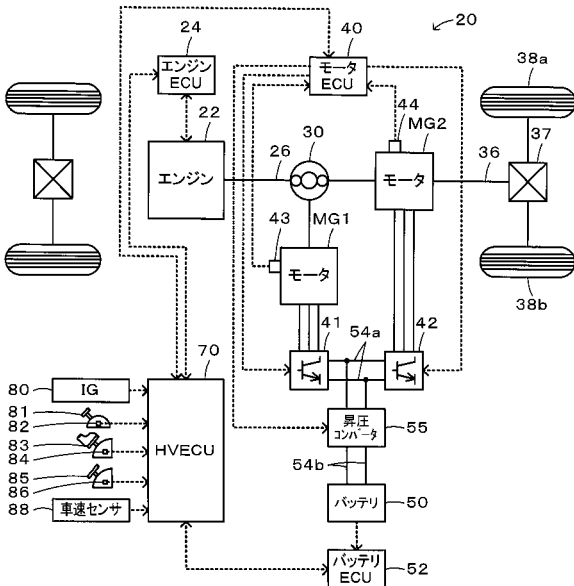 20
40
24
エンジン
ECU
モータ
ECU
38a
44
22
MG2
37
30
26
36
エンジン
モータ
MG1
43
モータ
38b
41
54a
42
70
80
IG
81
82
83
84
85
86
88
車速センサ
HVECU
昇圧
コンバータ
55
54b
バッテリ
50
バッテリ
ECU
52